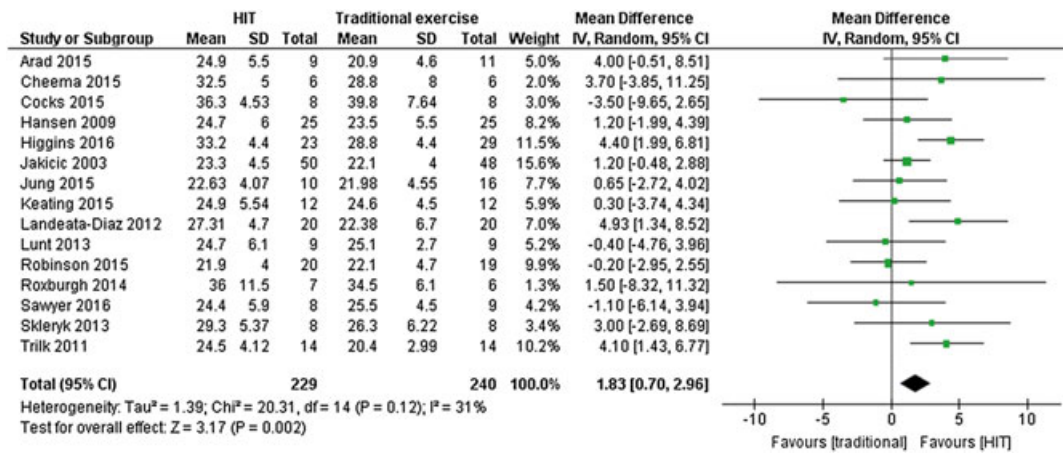 HIT Traditional exercise Mean Difference Mean Difference
Study or Subgroup Mean SD Total Mean SD Total Weight IV, Random, 95% CI IV, Random, 95% CI
Arad 2015 24.9 5.5 9 20.9 4.6 11 5.0% 4.00 [-0.51, 8.51]
Cheema 2015 32.5 5 6 28.8 8 6 2.0% 3.70 [-3.85, 11.25]
Cocks 2015 36.3 4.53 8 39.8 7.64 8 3.0% -3.50 [-9.65, 2.65]
Hansen 2009 24.7 6 25 23.5 5.5 25 8.2% 1.20 [-1.99, 4.39]
Higgins 2016 33.2 4.4 23 28.8 4.4 29 11.5% 4.40 [1.99, 6.81]
Jakicic 2003 23.3 4.5 50 22.1 4 48 15.6% 1.20 [-0.48, 2.88]
Jung 2015 22.63 4.07 10 21.98 4.55 16 7.7% 0.65 [-2.72, 4.02]
Keating 2015 24.9 5.54 12 24.6 4.5 12 5.9% 0.30 [-3.74, 4.34]
Landeata-Diaz 2012 27.31 4.7 20 22.38 6.7 20 7.0% 4.93 [1.34, 8.52]
Lunt 2013 24.7 6.1 9 25.1 2.7 9 5.2% -0.40 [-4.76, 3.96]
Robinson 2015 21.9 4 20 22.1 4.7 19 9.9% -0.20 [-2.95, 2.55]
Roxburgh 2014 36 11.5 7 34.5 6.1 6 1.3% 1.50 [-8.32, 11.32]
Sawyer 2016 24.4 5.9 8 25.5 4.5 9 4.2% -1.10 [-6.14, 3.94]
Skleryk 2013 29.3 5.37 8 26.3 6.22 8 3.4% 3.00 [-2.69, 8.69]
Trilk 2011 24.5 4.12 14 20.4 2.99 14 10.2% 4.10 [1.43, 6.77]
Total (95% CI) 229 240 100.0% 1.83 [0.70, 2.96]
Heterogeneity: Tau² = 1.39; Chi² = 20.31, df = 14 (P = 0.12); I² = 31%
Test for overall effect: Z = 3.17 (P = 0.002)
-10 -5 0 5 10
Favours [traditional] Favours [HIT]